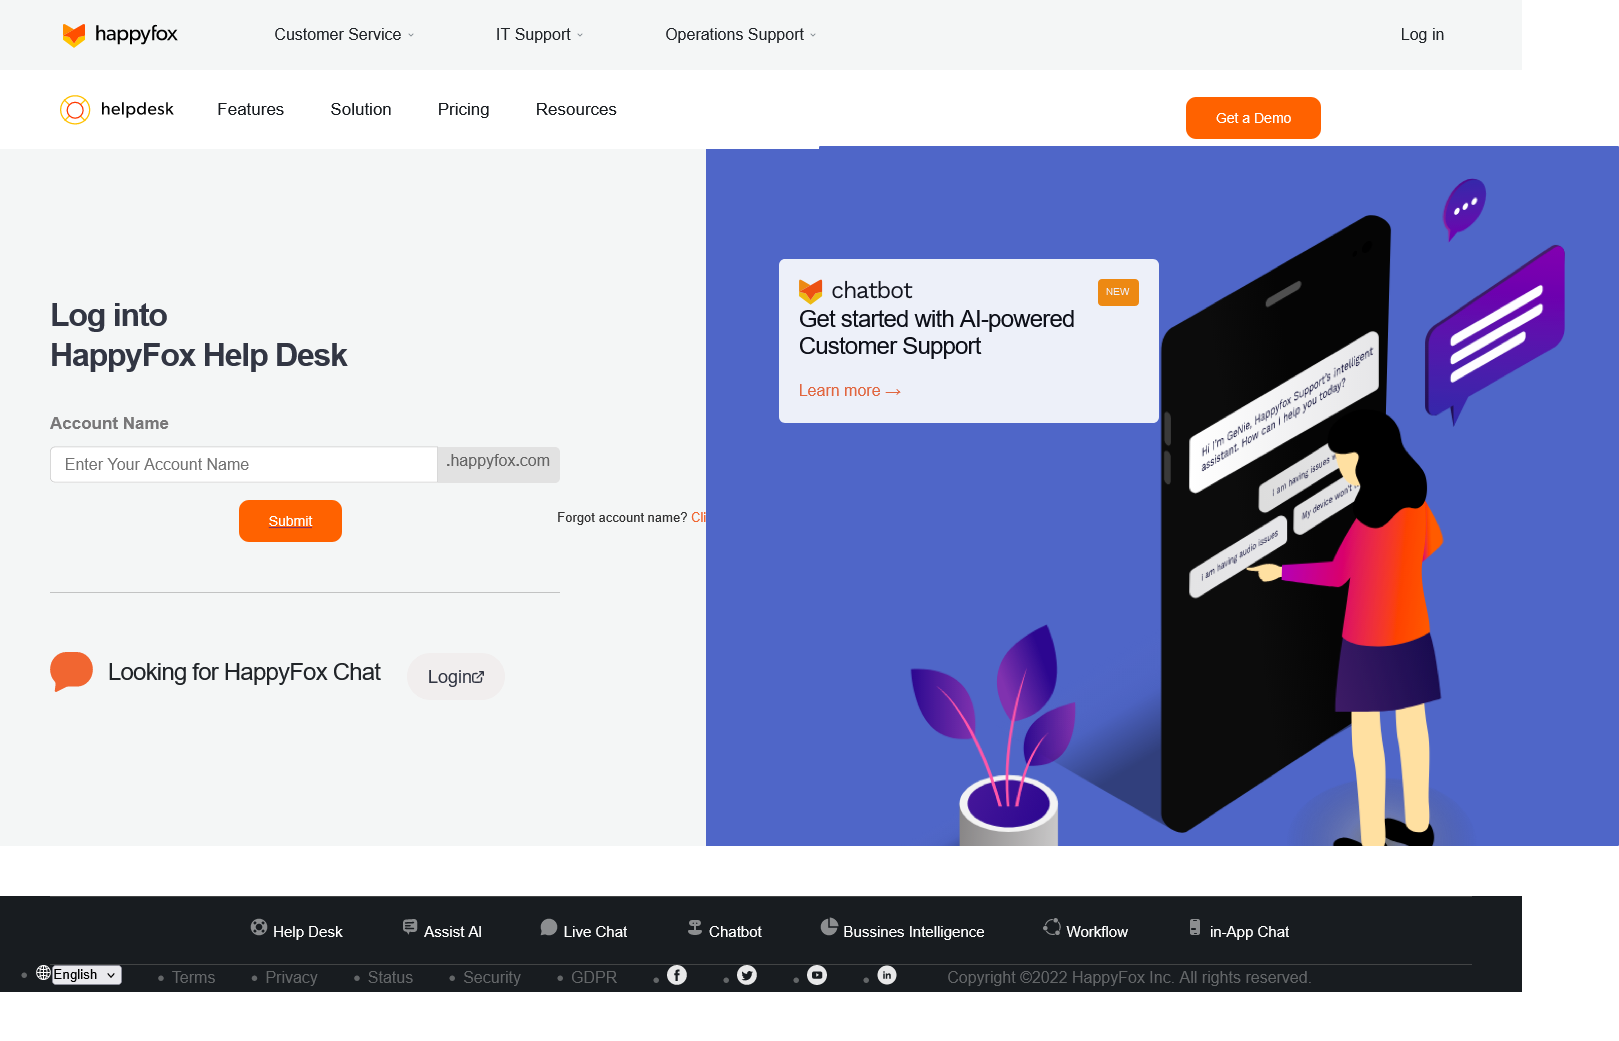 happyfox
Customer Service
IT Support
Operations Support
Log in
helpdesk
Features
Solution
Pricing
Resources
Get a Demo
Log into
HappyFox Help Desk
Account Name
Enter Your Account Name
.happyfox.com
Submit
Forgot account name? Cli
Looking for HappyFox Chat
Login
chatbot
NEW
Get started with AI-powered
Customer Support
Learn more →
Hi I'm GeNie, Happyfox Support's intelligent
assistant. How can I help you today?
I am having issues w
My device won't
i am having audio issues
Help Desk
Assist AI
Live Chat
Chatbot
Bussines Intelligence
Workflow
in-App Chat
English
Terms
Privacy
Status
Security
GDPR
Copyright ©2022 HappyFox Inc. All rights reserved.